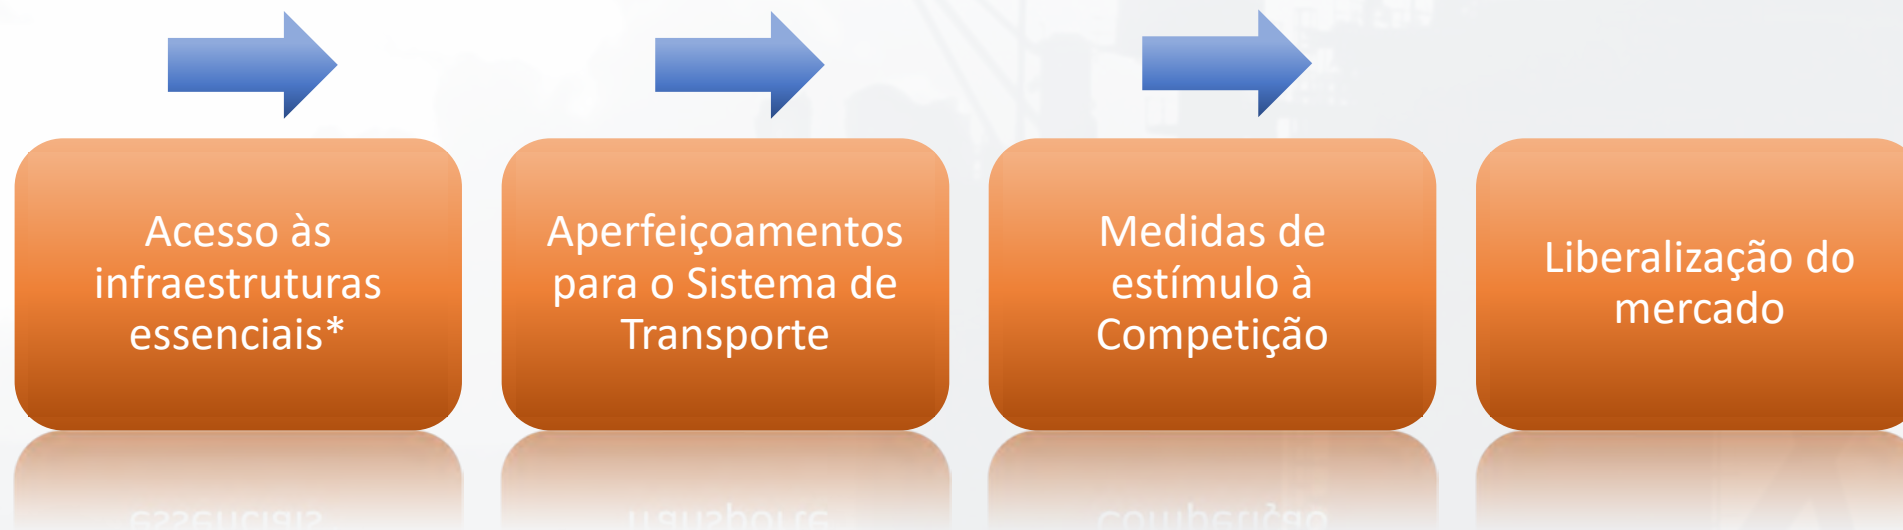 Acesso às
infraestruturas
essenciais*
Aperfeiçoamentos
para o Sistema de
Transporte
Medidas de
estímulo à
Competição
Liberalização do
mercado